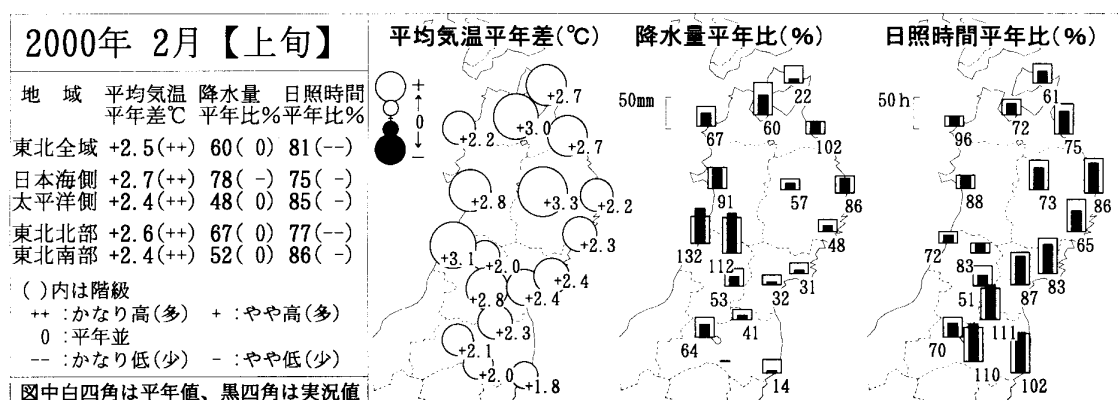 2000年 2月【上旬】
地 域 平均気温 降水量 日照時間
平年差℃ 平年比% 平年比%
東北全域 +2.5(++) 60( 0) 81(--)
日本海側 +2.7(++) 78( -) 75( -)
太平洋側 +2.4(++) 48( 0) 85( -)
東北北部 +2.6(++) 67( 0) 77(--)
東北南部 +2.4(++) 52( 0) 86( -)
( )内は階級
++ :かなり高(多) + :やや高(多)
0 :平年並
-- :かなり低(少) - :やや低(少)
図中白四角は平年値、黒四角は実況値
平均気温平年差(℃)
+
0
-
+2.7
+3.0
+2.2
+2.7
+2.8
+3.3
+2.2
+2.3
+3.1
+2.0
+2.4
+2.8
+2.4
+2.3
+2.1
+2.0
+1.8
降水量平年比(%)
50mm
22
60
67
102
91
57
86
48
132
112
31
53
32
41
64
14
日照時間平年比(%)
50h
61
72
96
75
88
73
86
65
72
83
83
51
87
111
70
110
102